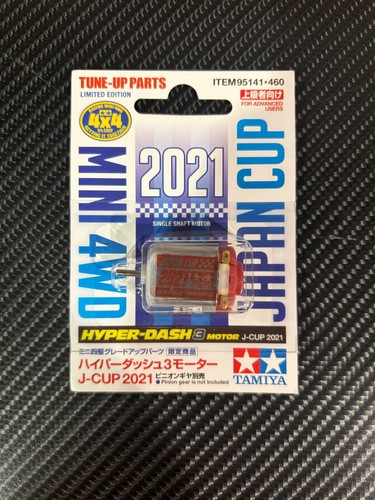 TUNE-UP PARTS
LIMITED EDITION
ITEM 95141・460
上級者向け
FOR ADVANCED
USERS
4x4
MINI 4WD
2021
SINGLE SHAFT MOTOR
JAPAN CUP
HYPER-DASH 3 MOTOR J-CUP 2021
ミニ四駆グレードアップパーツ 限定商品
ハイパーダッシュ3モーター
J-CUP 2021 ピニオンギヤ別売
● Pinion gear is not included.
TAMIYA